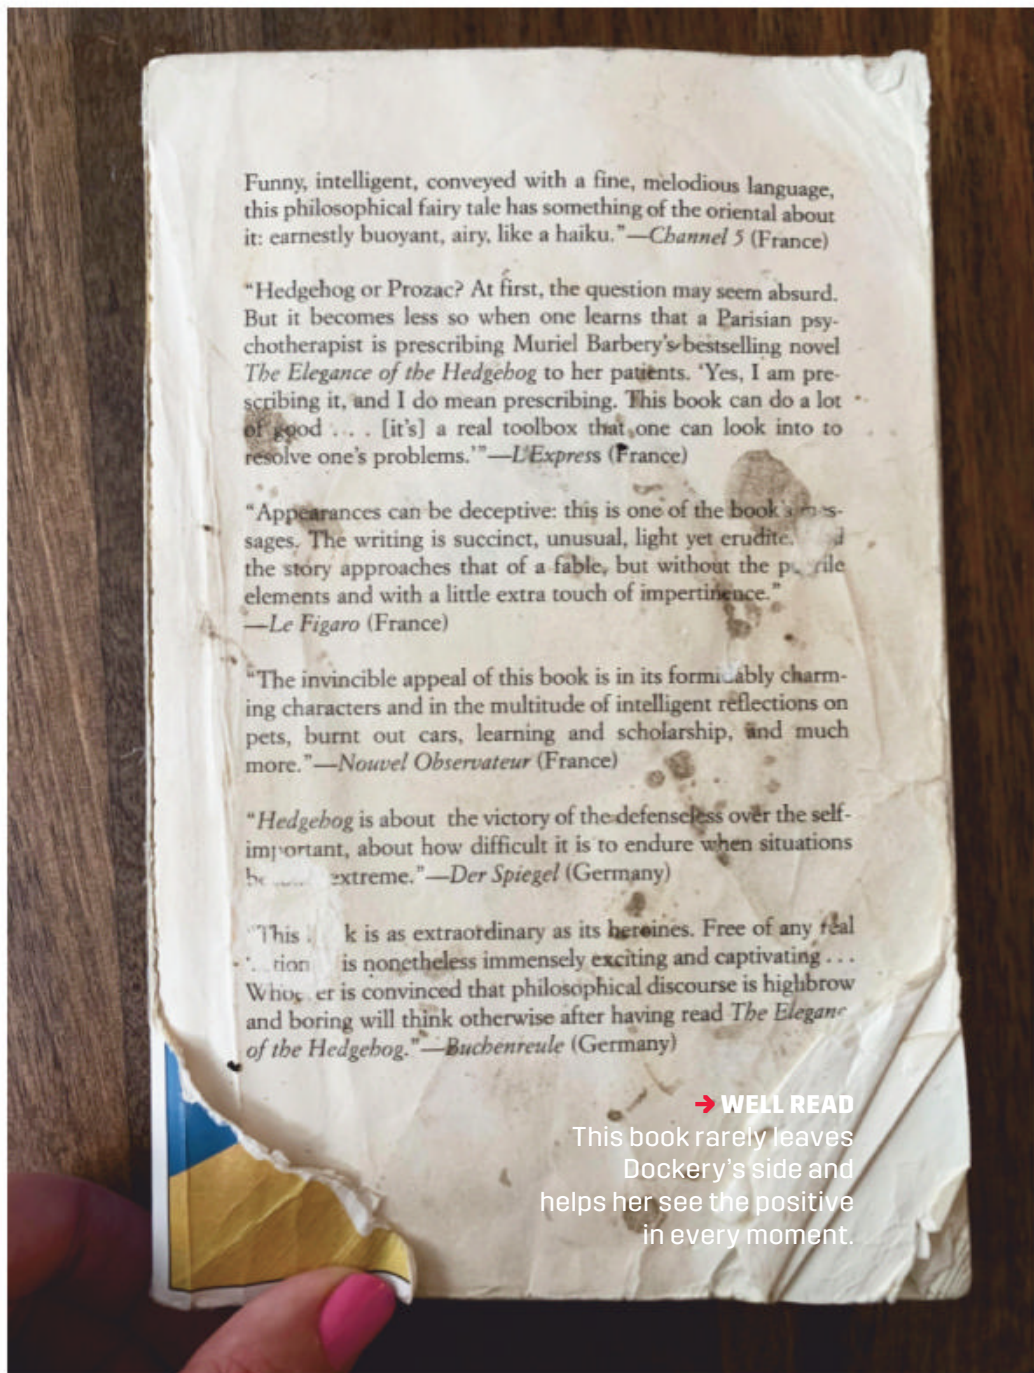 Funny, intelligent, conveyed with a fine, melodious language,
this philosophical fairy tale has something of the oriental about
it: earnestly buoyant, airy, like a haiku.”—Channel 5 (France)
“Hedgehog or Prozac? At first, the question may seem absurd.
But it becomes less so when one learns that a Parisian psy-
chotherapist is prescribing Muriel Barbery’s bestselling novel
The Elegance of the Hedgehog to her patients. ‘Yes, I am pre-
scribing it, and I do mean prescribing. This book can do a lot
of good . . . [it’s] a real toolbox that one can look into to
resolve one’s problems.’”—L’Express (France)
“Appearances can be deceptive: this is one of the book’s mes-
sages. The writing is succinct, unusual, light yet erudite.
the story approaches that of a fable, but without the
elements and with a little extra touch of impertinence.”
—Le Figaro (France)
“The invincible appeal of this book is in its formidably charm-
ing characters and in the multitude of intelligent reflections on
pets, burnt out cars, learning and scholarship, and much
more.”—Nouvel Observateur (France)
“Hedgehog is about the victory of the defenseless over the self-
important, about how difficult it is to endure when situations
extreme.”—Der Spiegel (Germany)
“This is as extraordinary as its heroines. Free of any real
is nonetheless immensely exciting and captivating . . .
Whoever is convinced that philosophical discourse is highbrow
and boring will think otherwise after having read The Eleganc
of the Hedgehog.”—Buchenreule (Germany)
→ WELL READ
This book rarely leaves
Dockery’s side and
helps her see the positive
in every moment.